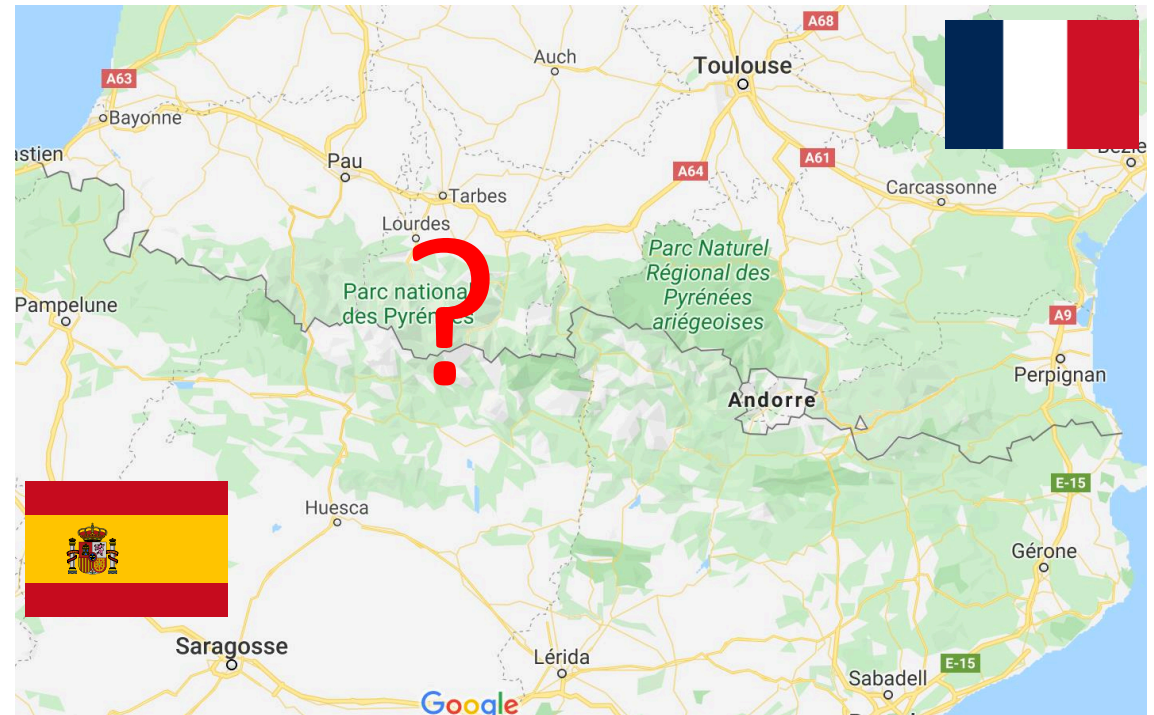 A68
Auch
Toulouse
A63
Bayonne
astien
Pau
A64
A61
Tarbes
Carcassonne
Lourdes
Parc Naturel
Régional des
Pyrénées
ariégeoises
Parc national
des Pyrénées
?
Pampelune
A9
Perpignan
Andorre
E-15
Huesca
Gérone
Saragosse
Lérida
E-15
Sabadell
Google